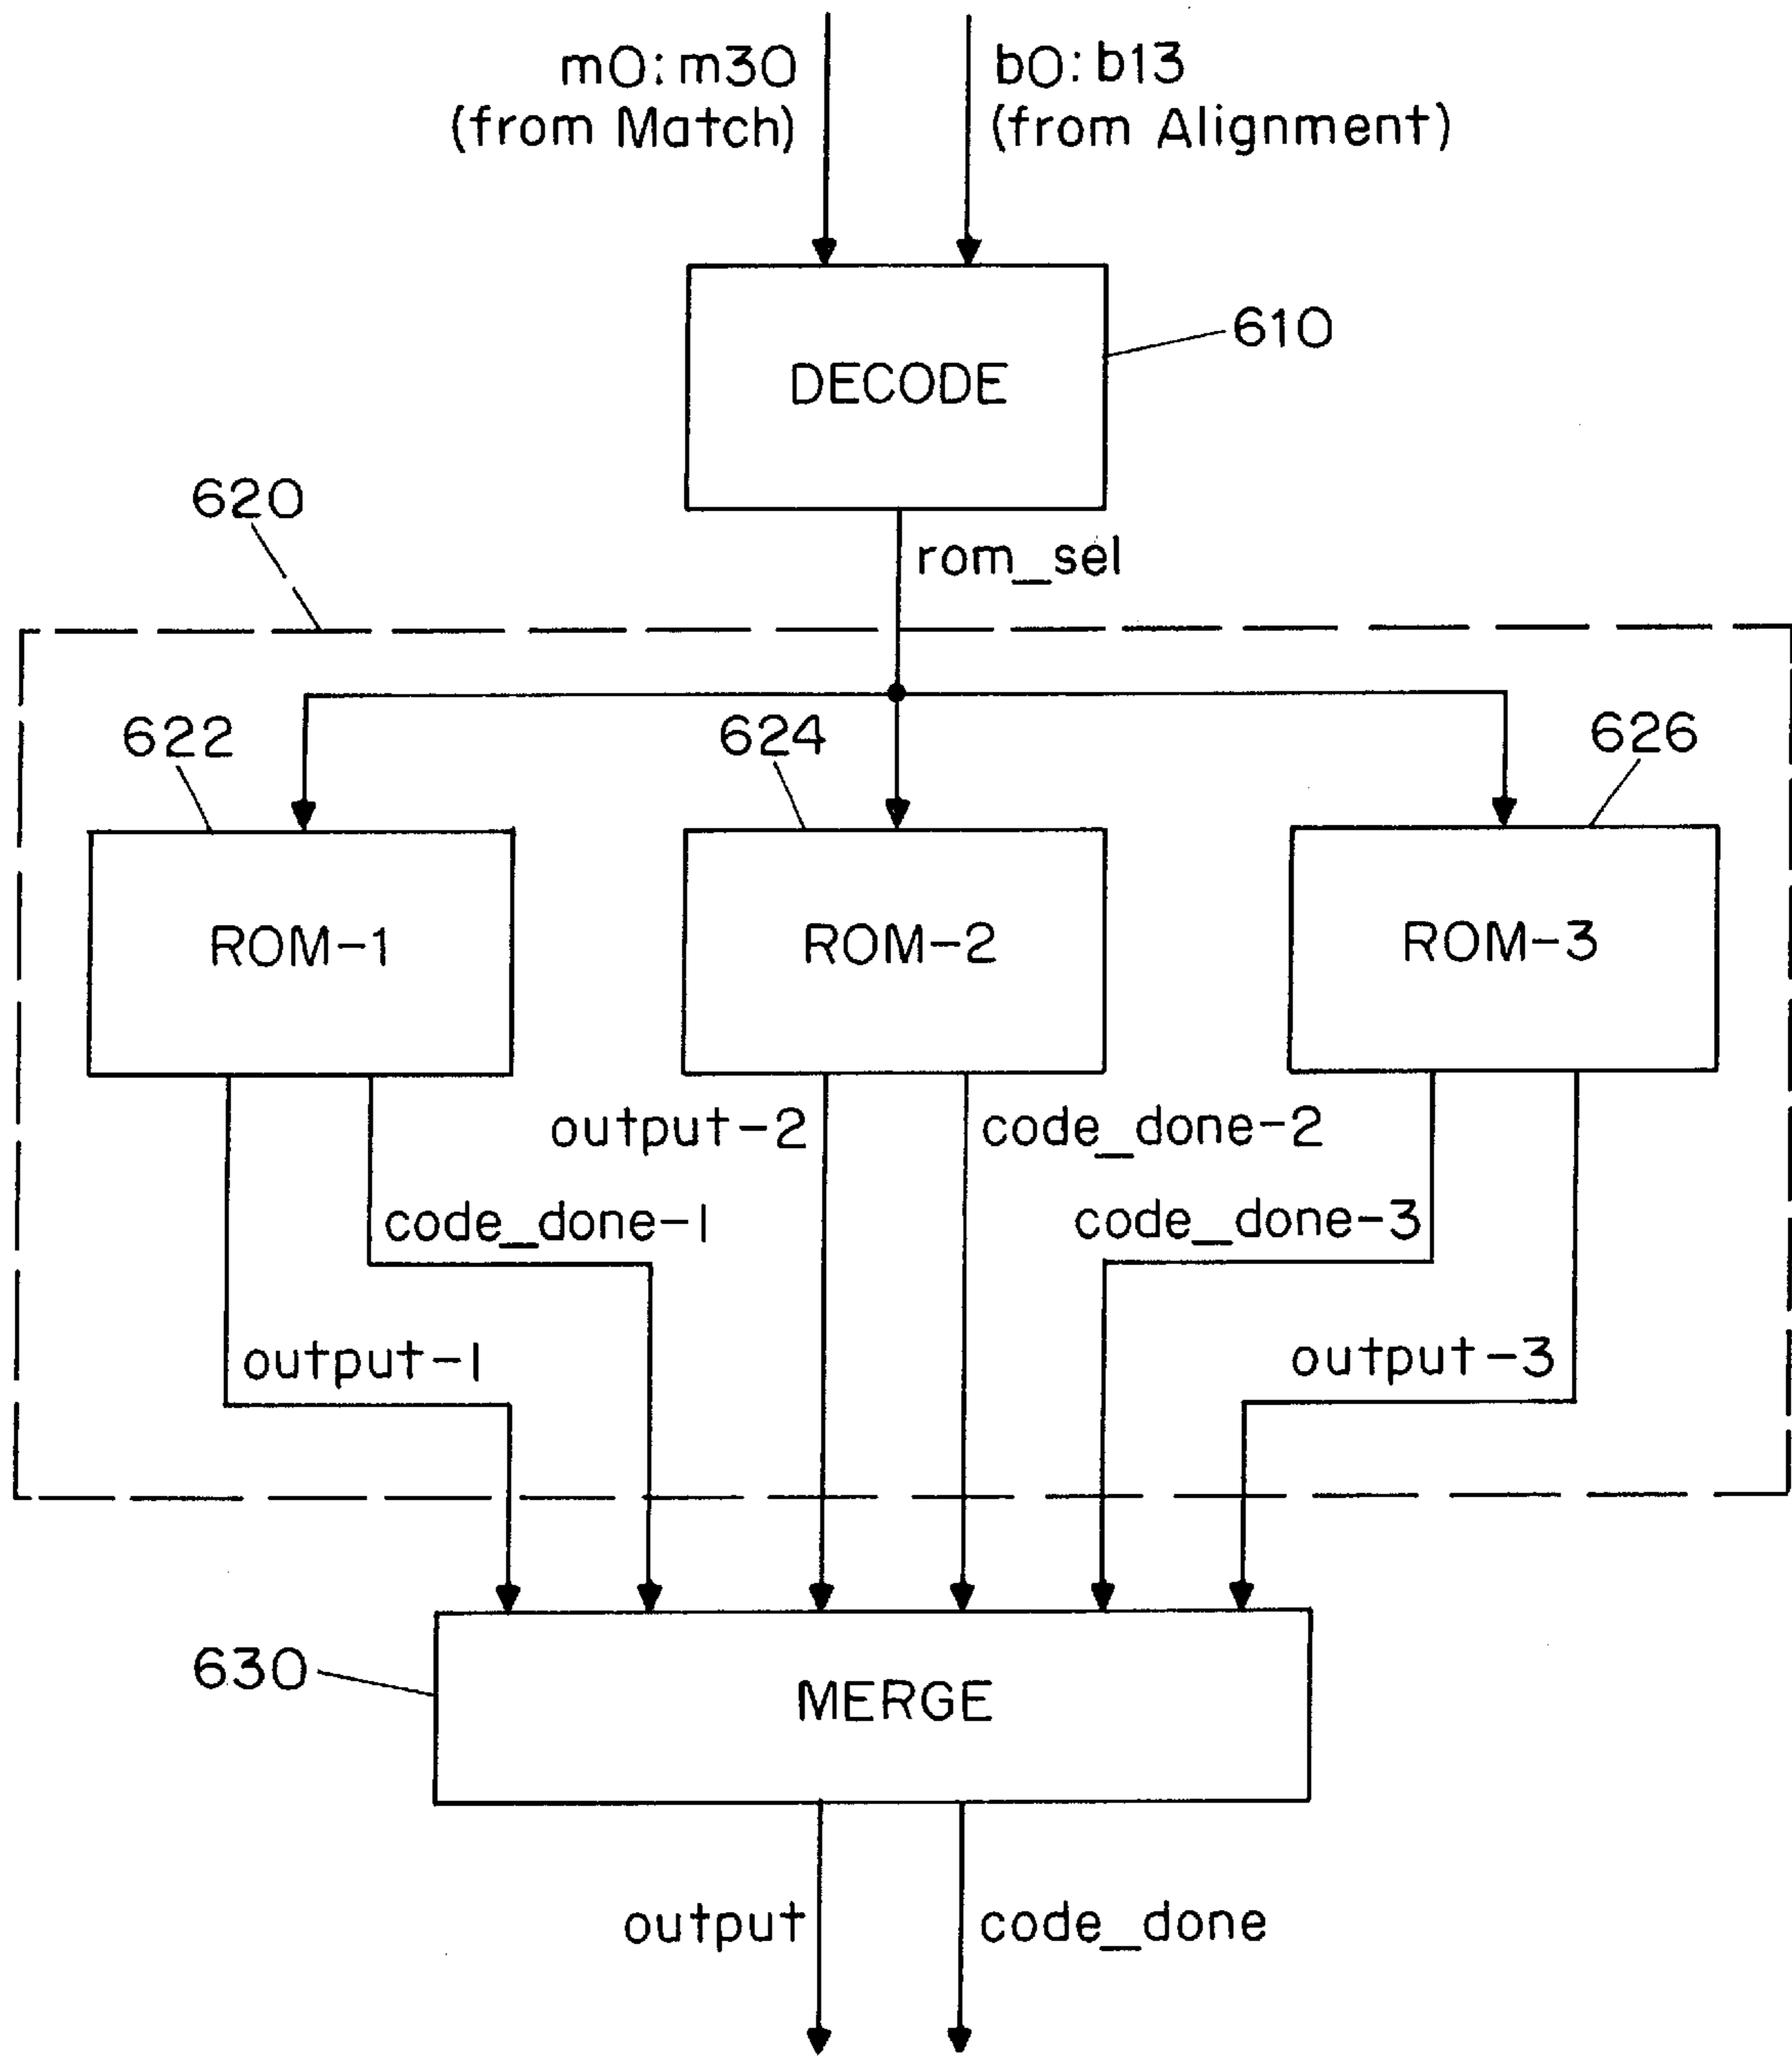 m0:m30
(from Match)
b0:b13
(from Alignment)
610
DECODE
620
rom_sel
622
624
626
ROM-1
ROM-2
ROM-3
output-2
code_done-2
code_done-1
code_done-3
output-1
output-3
630
MERGE
output
code_done